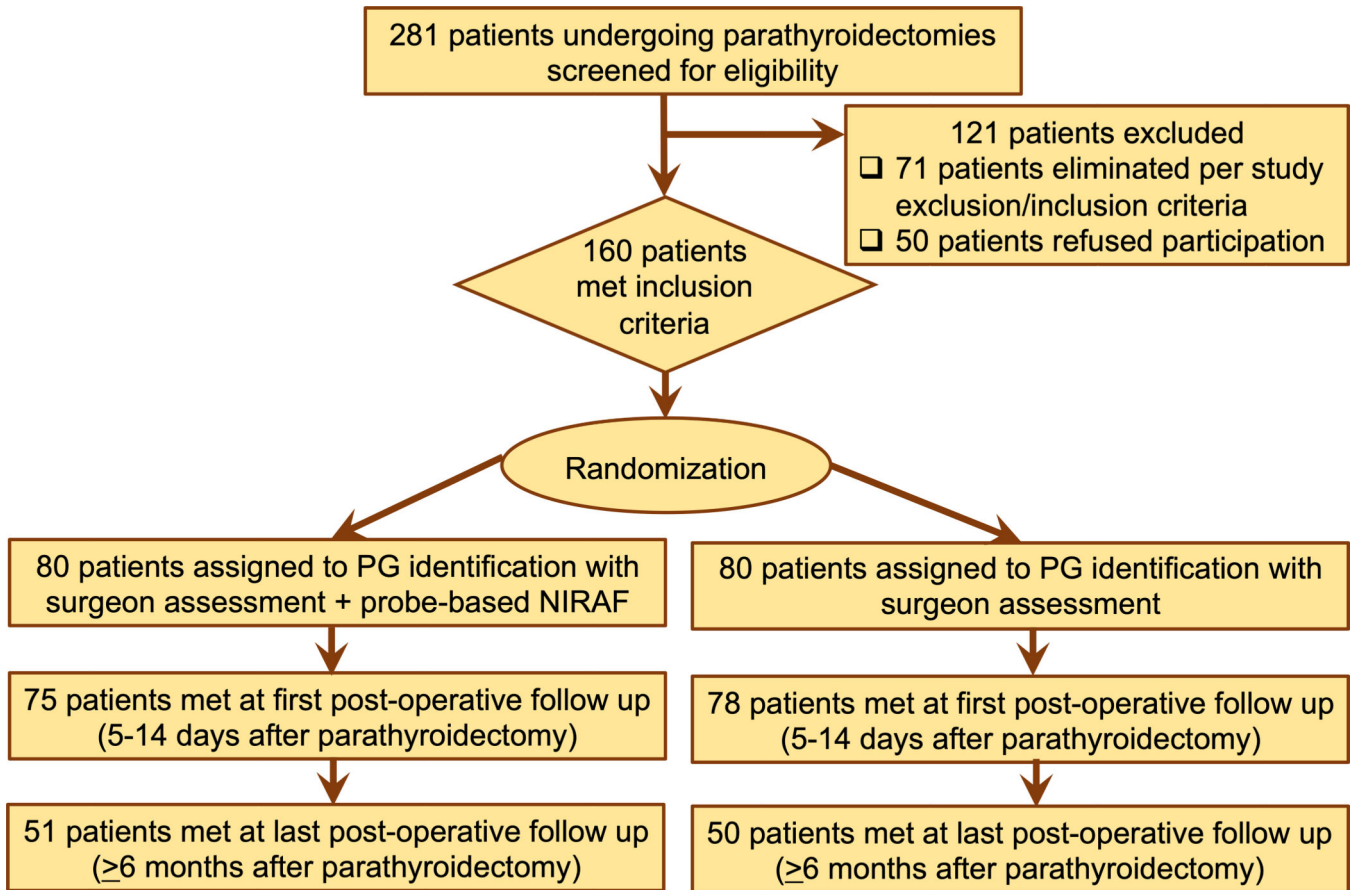 281 patients undergoing parathyroidectomies
screened for eligibility
121 patients excluded
❑ 71 patients eliminated per study
exclusion/inclusion criteria
❑ 50 patients refused participation
160 patients
met inclusion
criteria
Randomization
80 patients assigned to PG identification with
surgeon assessment + probe-based NIRAF
80 patients assigned to PG identification with
surgeon assessment
75 patients met at first post-operative follow up
(5-14 days after parathyroidectomy)
78 patients met at first post-operative follow up
(5-14 days after parathyroidectomy)
51 patients met at last post-operative follow up
(≥6 months after parathyroidectomy)
50 patients met at last post-operative follow up
(≥6 months after parathyroidectomy)